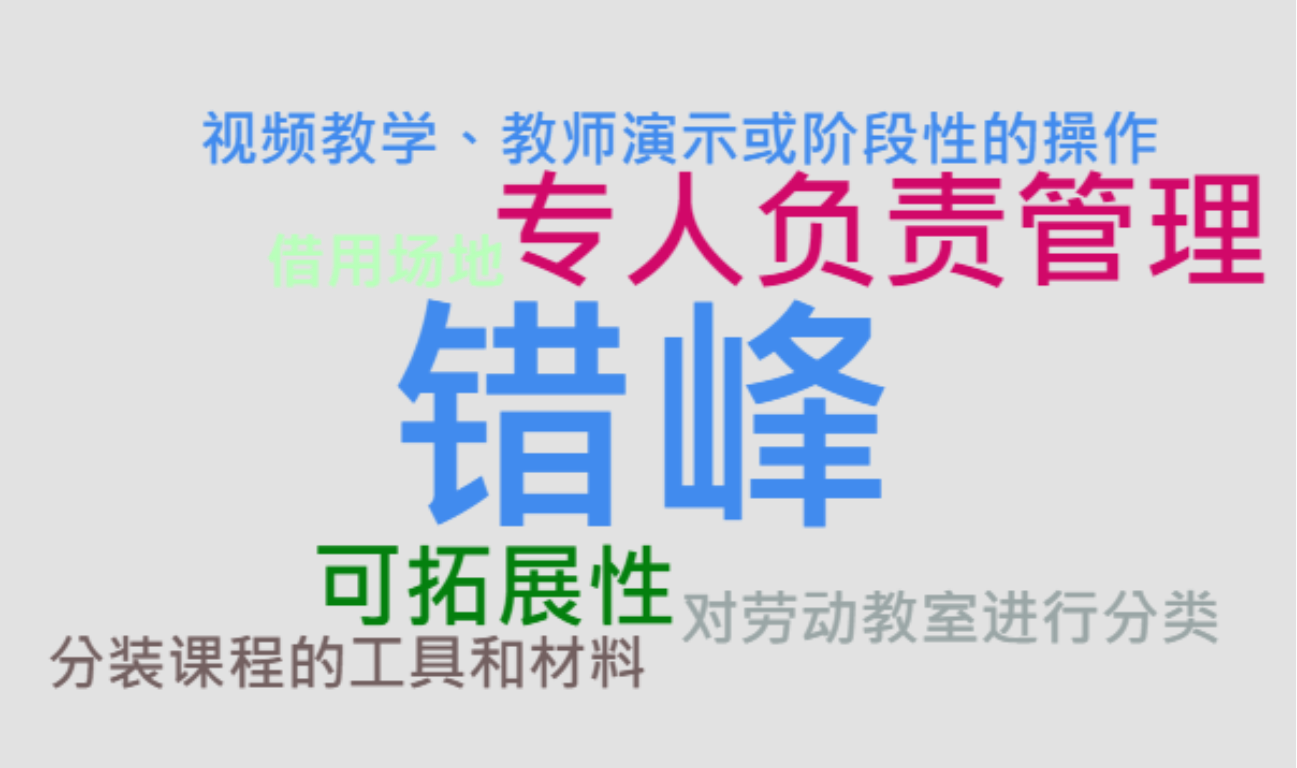 视频教学、教师演示或阶段性的操作
专人负责管理
借用场地
错峰
可拓展性
对劳动教室进行分类
分装课程的工具和材料